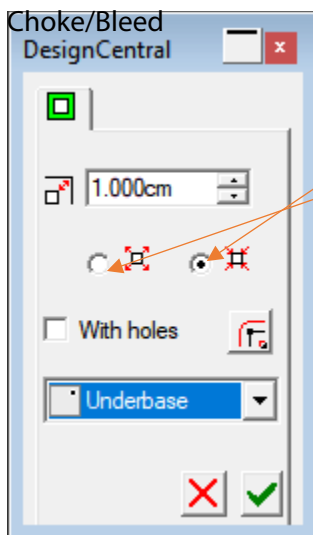 Choke/Bleed
DesignCentral
1.000cm
With holes
Underbase